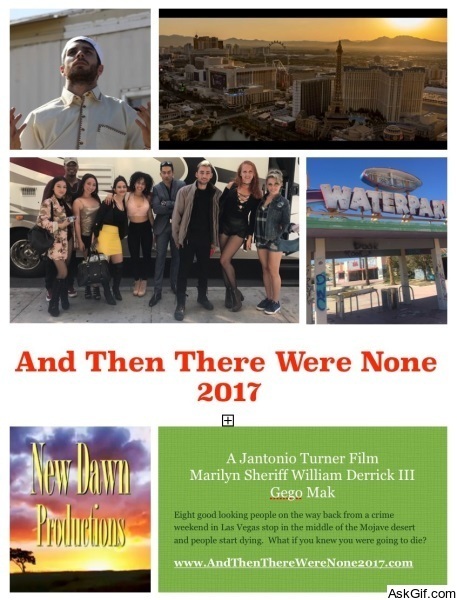 WATERPARK
And Then There Were None
2017
New Dawn
Productions
A Jantonio Turner Film
Marilyn Sheriff William Derrick III
Gego Mak
Eight good looking people on the way back from a crime
weekend in Las Vegas stop in the middle of the Mojave desert
and people start dying. What if you knew you were going to die?
www.AndThenThereWereNone2017.com
AskGif.com